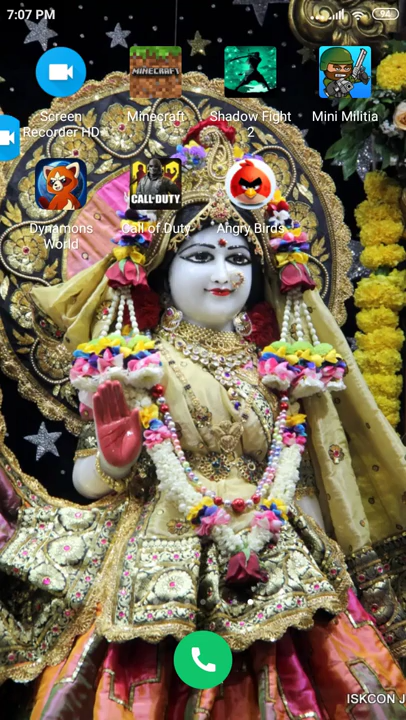 7:07 PM
94
MINECRAFT
CALL·DUTY
Screen
Recorder HD
Minecraft
Shadow Fight
2
Mini Militia
Dynamons
World
Call of Duty
Angry Birds
ISKCON J